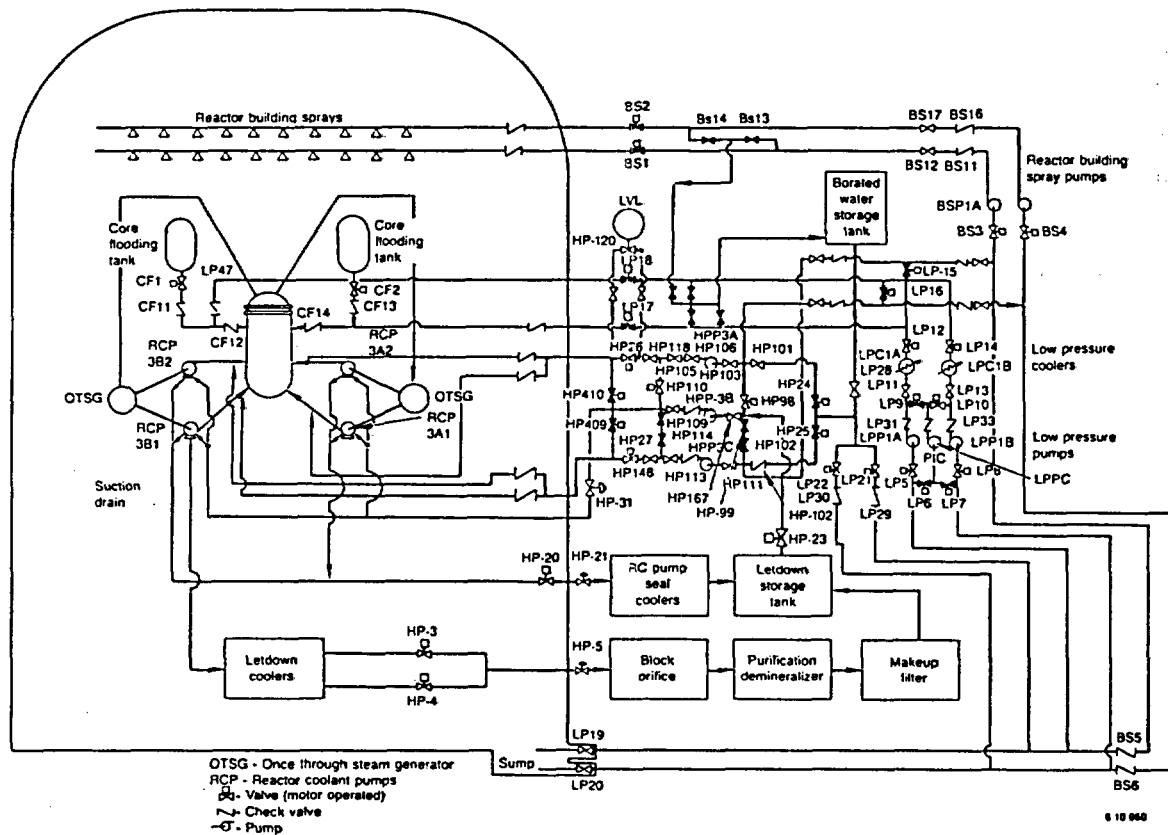 BS2
Bs14
Bs13
BS17
BS16
Reactor building sprays
BS1
BS12
BS11
Reactor building
spray pumps
Borated
water
storage
tank
BSP1A
BS3
BS4
LVL
HP-120
LP18
LP17
Core
flooding
tank
LP47
Core
flooding
tank
CF1
CF11
CF2
CF13
CF14
CF12
LP-15
LP16
LP12
LP14
RCP
3B2
RCP
3A2
HPP3A
HP26
HP118
HP106
HP101
HP105
HP103
LPC1A
LP28
LPC1B
Low pressure
coolers
LP11
LP13
OTSG
OTSG
HP410
HP110
HPP-3B
HP24
HP98
LP9
LP10
RCP
3B1
RCP
3A1
HP409
HP109
HP27
HP114
HPP3C
HP25
HP102
LP31
LP33
LPP1A
LPP1B
Low pressure
pumps
HP148
HP113
HP111
PIC
LPPC
Suction
drain
HP-31
HP167
HP-99
LP22
LP21
LP30
HP-102
LP29
LP5
LP8
LP6
LP7
HP-23
HP-20
HP-21
RC pump
seal
coolers
Letdown
storage
tank
HP-3
HP-4
HP-5
Letdown
coolers
Block
orifice
Purification
demineralizer
Makeup
filter
LP19
BS5
Sump
LP20
BS6
OTSG - Once through steam generator
RCP - Reactor coolant pumps
- Valve (motor operated)
- Check valve
- Pump